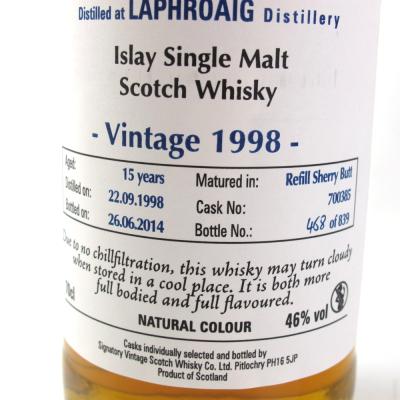 Distilled at LAPHROAIG Distillery
Islay Single Malt
Scotch Whisky
- Vintage 1998 -
Aged: 15 years
Distilled on: 22.09.1998
Bottled on: 26.06.2014
Matured in: Refill Sherry Butt
Cask No: 700385
Bottle No.: 468 of 839
Due to no chillfiltration, this whisky may turn cloudy
when stored in a cool place. It is both more
full bodied and full flavoured.
70cl
NATURAL COLOUR
46% vol
Casks individually selected and bottled by
Signatory Vintage Scotch Whisky Co. Ltd. Pitlochry PH16 5JP
Product of Scotland